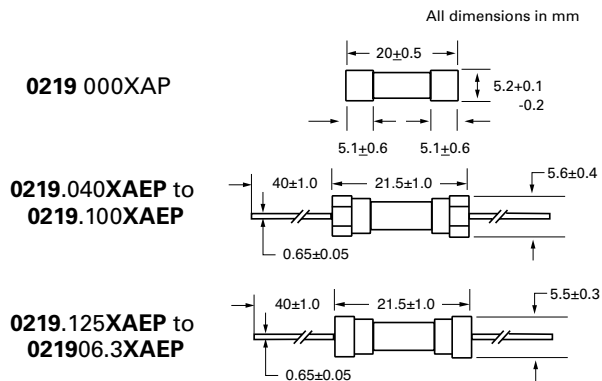 All dimensions in mm
0219 000XAP
20±0.5
5.2+0.1
-0.2
5.1±0.6 5.1±0.6
0219.040XAEP to
0219.100XAEP
40±1.0 21.5±1.0 5.6±0.4
0.65±0.05
0219.125XAEP to
021906.3XAEP
40±1.0 21.5±1.0 5.5±0.3
0.65±0.05